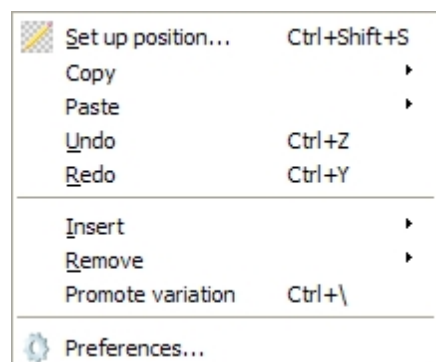 Set up position... Ctrl+Shift+S
Copy
Paste
Undo Ctrl+Z
Redo Ctrl+Y
Insert
Remove
Promote variation Ctrl+\
Preferences...